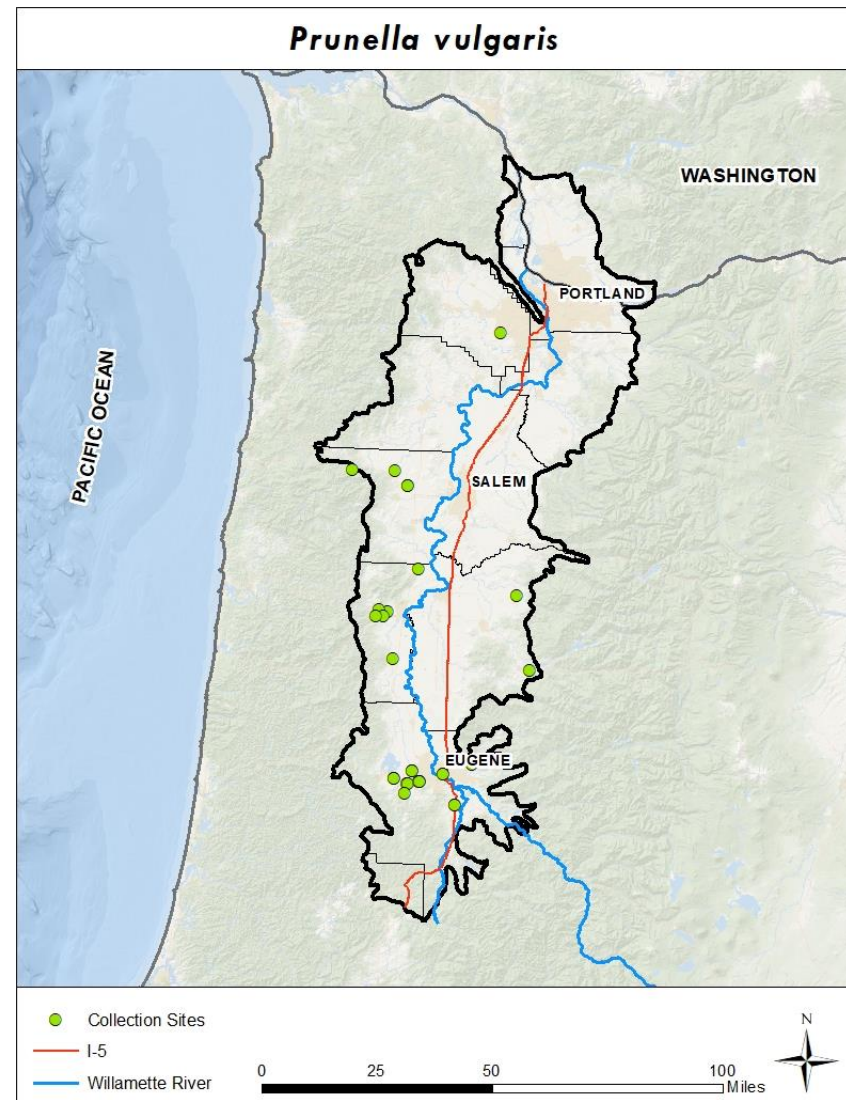 Prunella vulgaris
WASHINGTON
PORTLAND
PACIFIC OCEAN
SALEM
EUGENE
Collection Sites
I-5
Willamette River
N
0 25 50 100
Miles